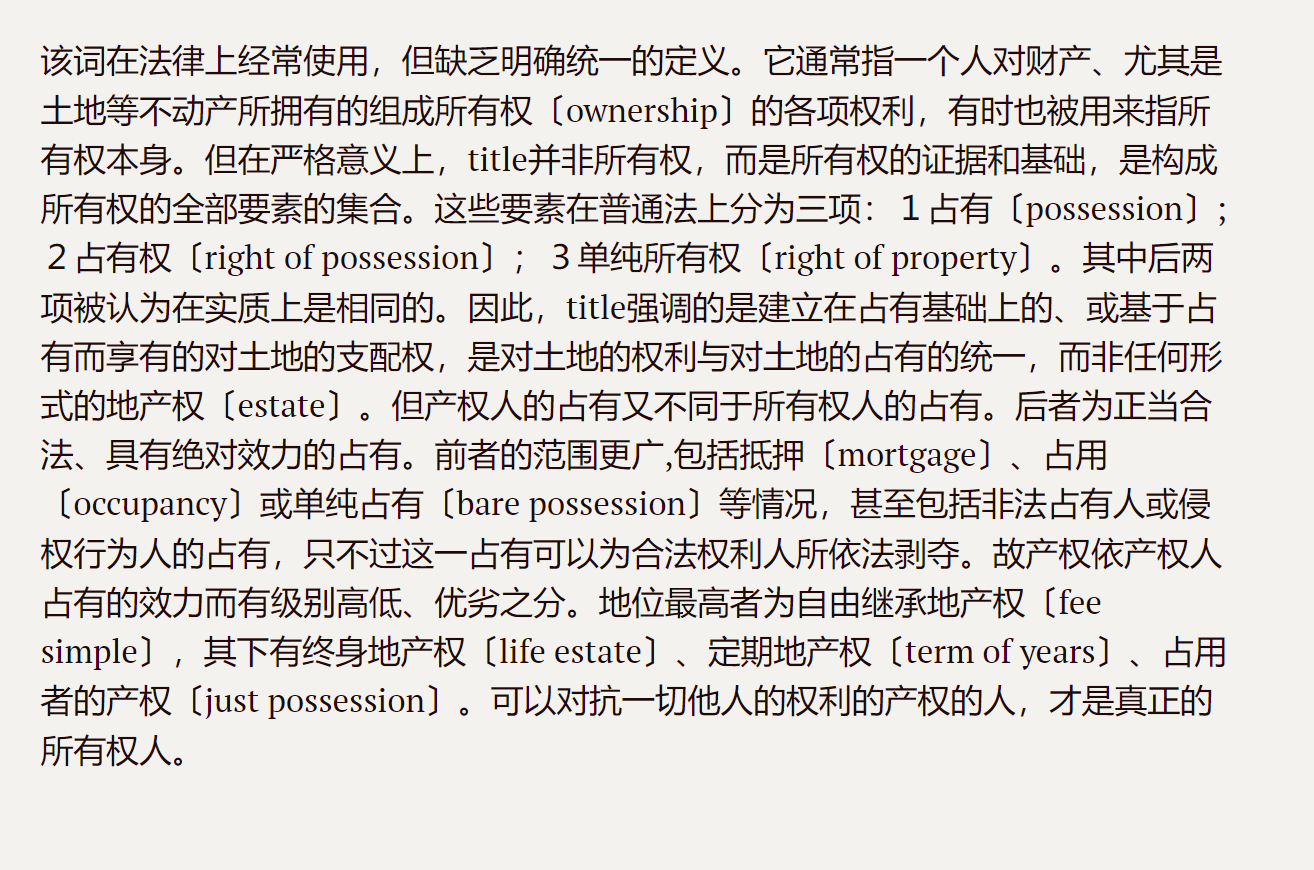 该词在法律上经常使用，但缺乏明确统一的定义。它通常指一个人对财产、尤其是
土地等不动产所拥有的组成所有权〔ownership〕的各项权利，有时也被用来指所
有权本身。但在严格意义上，title并非所有权，而是所有权的证据和基础，是构成
所有权的全部要素的集合。这些要素在普通法上分为三项：１占有〔possession〕;
２占有权〔right of possession〕；３单纯所有权〔right of property〕。其中后两
项被认为在实质上是相同的。因此，title强调的是建立在占有基础上的、或基于占
有而享有的对土地的支配权，是对土地的权利与对土地的占有的统一，而非任何形
式的地产权〔estate〕。但产权人的占有又不同于所有权人的占有。后者为正当合
法、具有绝对效力的占有。前者的范围更广,包括抵押〔mortgage〕、占用
〔occupancy〕或单纯占有〔bare possession〕等情况，甚至包括非法占有人或侵
权行为人的占有，只不过这一占有可以为合法权利人所依法剥夺。故产权依产权人
占有的效力而有级别高低、优劣之分。地位最高者为自由继承地产权〔fee
simple〕，其下有终身地产权〔life estate〕、定期地产权〔term of years〕、占用
者的产权〔just possession〕。可以对抗一切他人的权利的产权的人，才是真正的
所有权人。